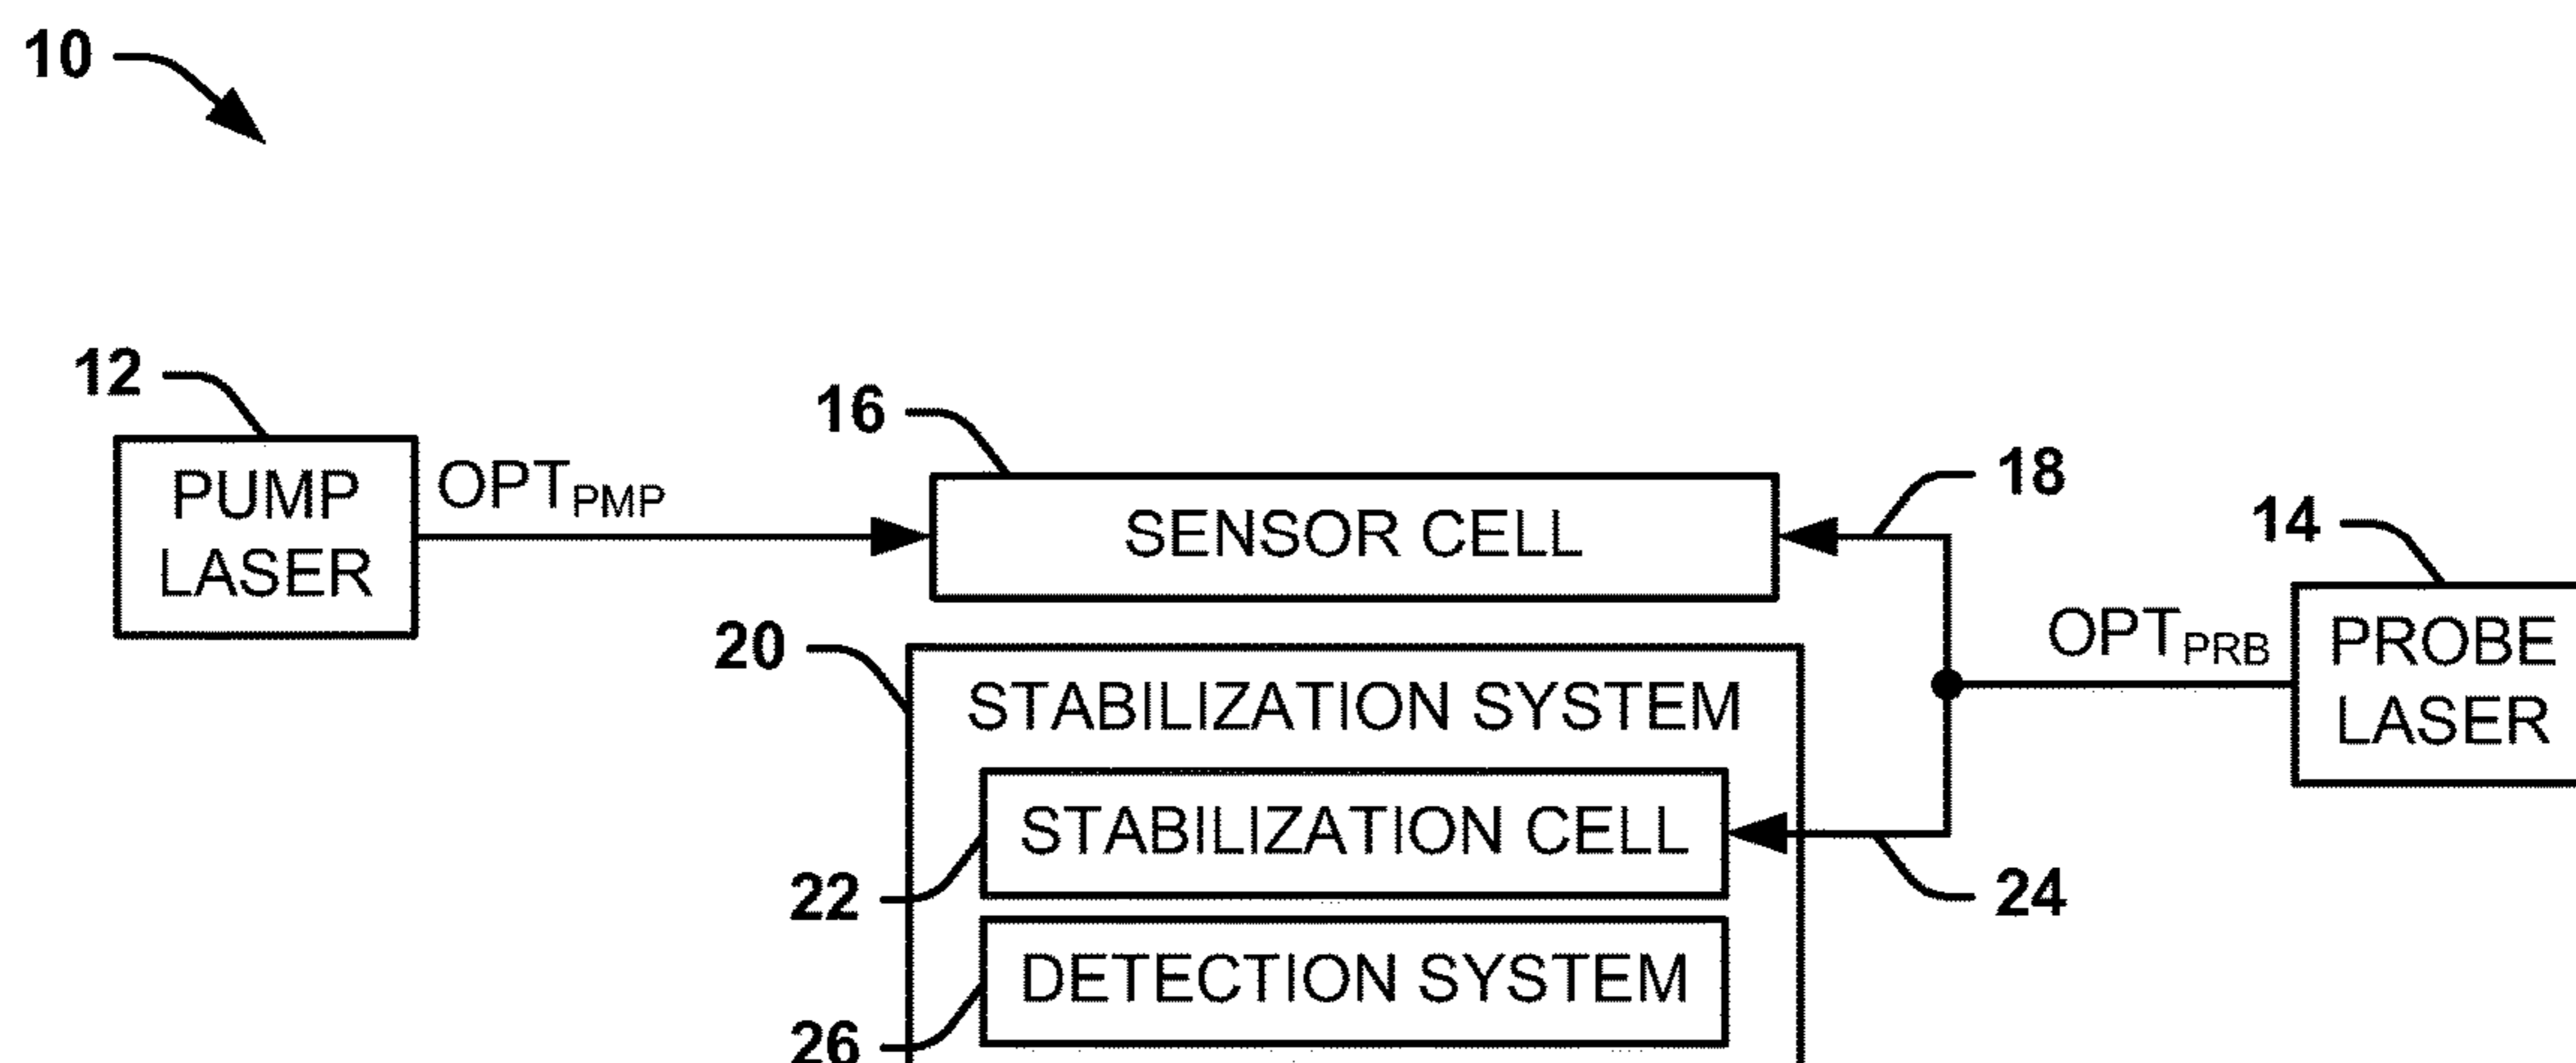 10
12
16
18
14
PUMP
LASER
OPTPMP
SENSOR CELL
20
OPTPRB
PROBE
LASER
STABILIZATION SYSTEM
STABILIZATION CELL
22
24
DETECTION SYSTEM
26